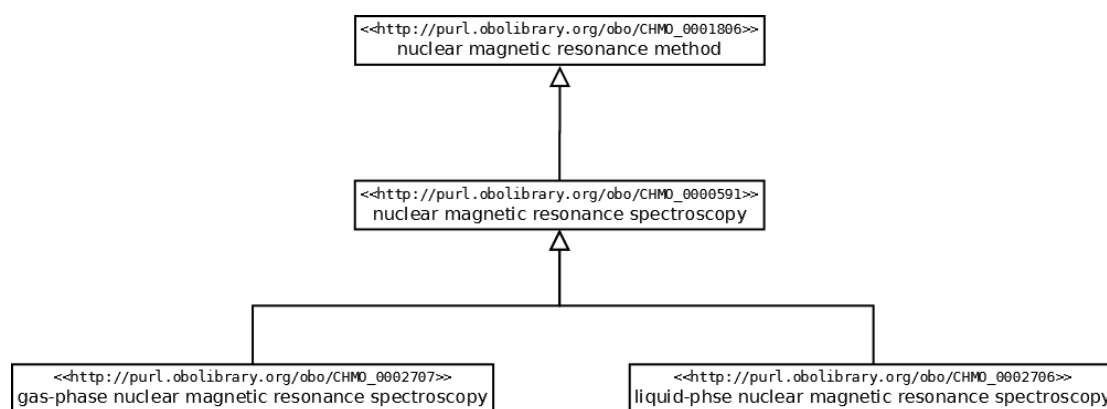 <<http://purl.obolibrary.org/obo/CHMO_0001806>>
nuclear magnetic resonance method
<<http://purl.obolibrary.org/obo/CHMO_0000591>>
nuclear magnetic resonance spectroscopy
<<http://purl.obolibrary.org/obo/CHMO_0002707>>
gas-phase nuclear magnetic resonance spectroscopy
<<http://purl.obolibrary.org/obo/CHMO_0002706>>
liquid-phse nuclear magnetic resonance spectroscopy